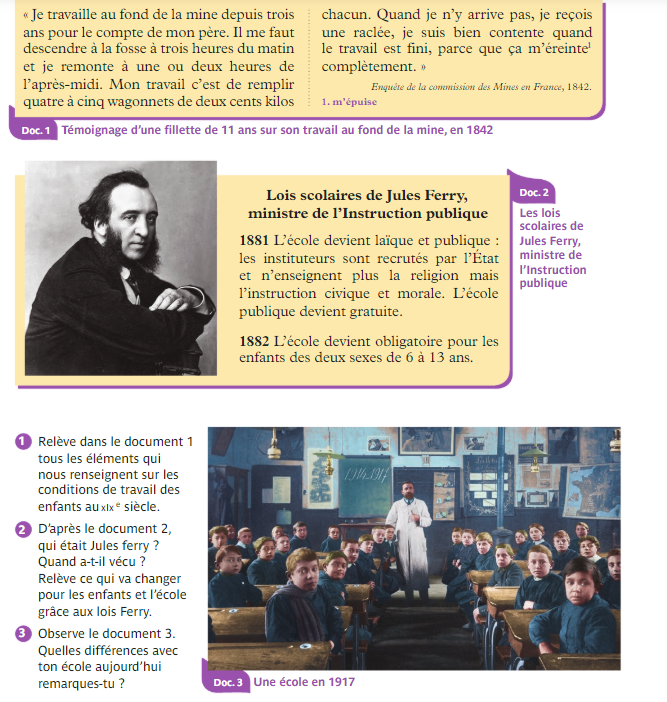 « Je travaille au fond de la mine depuis trois
ans pour le compte de mon père. Il me faut
descendre à la fosse à trois heures du matin
et je remonte à une ou deux heures de
l'après-midi. Mon travail c'est de remplir
quatre à cinq wagonnets de deux cents kilos
chacun. Quand je n'y arrive pas, je reçois
une raclée, je suis bien contente quand
le travail est fini, parce que ça m'éreinte1
complètement. »
Enquête de la commission des Mines en France, 1842.
1. m'épuise
Doc. 1 Témoignage d'une fillette de 11 ans sur son travail au fond de la mine, en 1842
Lois scolaires de Jules Ferry,
ministre de l'Instruction publique
1881 L'école devient laïque et publique :
les instituteurs sont recrutés par l'État
et n'enseignent plus la religion mais
l'instruction civique et morale. L'école
publique devient gratuite.
1882 L'école devient obligatoire pour les
enfants des deux sexes de 6 à 13 ans.
Doc. 2
Les lois
scolaires de
Jules Ferry,
ministre de
l'Instruction
publique
1 Relève dans le document 1
tous les éléments qui
nous renseignent sur les
conditions de travail des
enfants au XIXe siècle.
2 D'après le document 2,
qui était Jules ferry ?
Quand a-t-il vécu ?
Relève ce qui va changer
pour les enfants et l'école
grâce aux lois Ferry.
3 Observe le document 3.
Quelles différences avec
ton école aujourd'hui
remarques-tu ?
1914-1917
Doc. 3 Une école en 1917